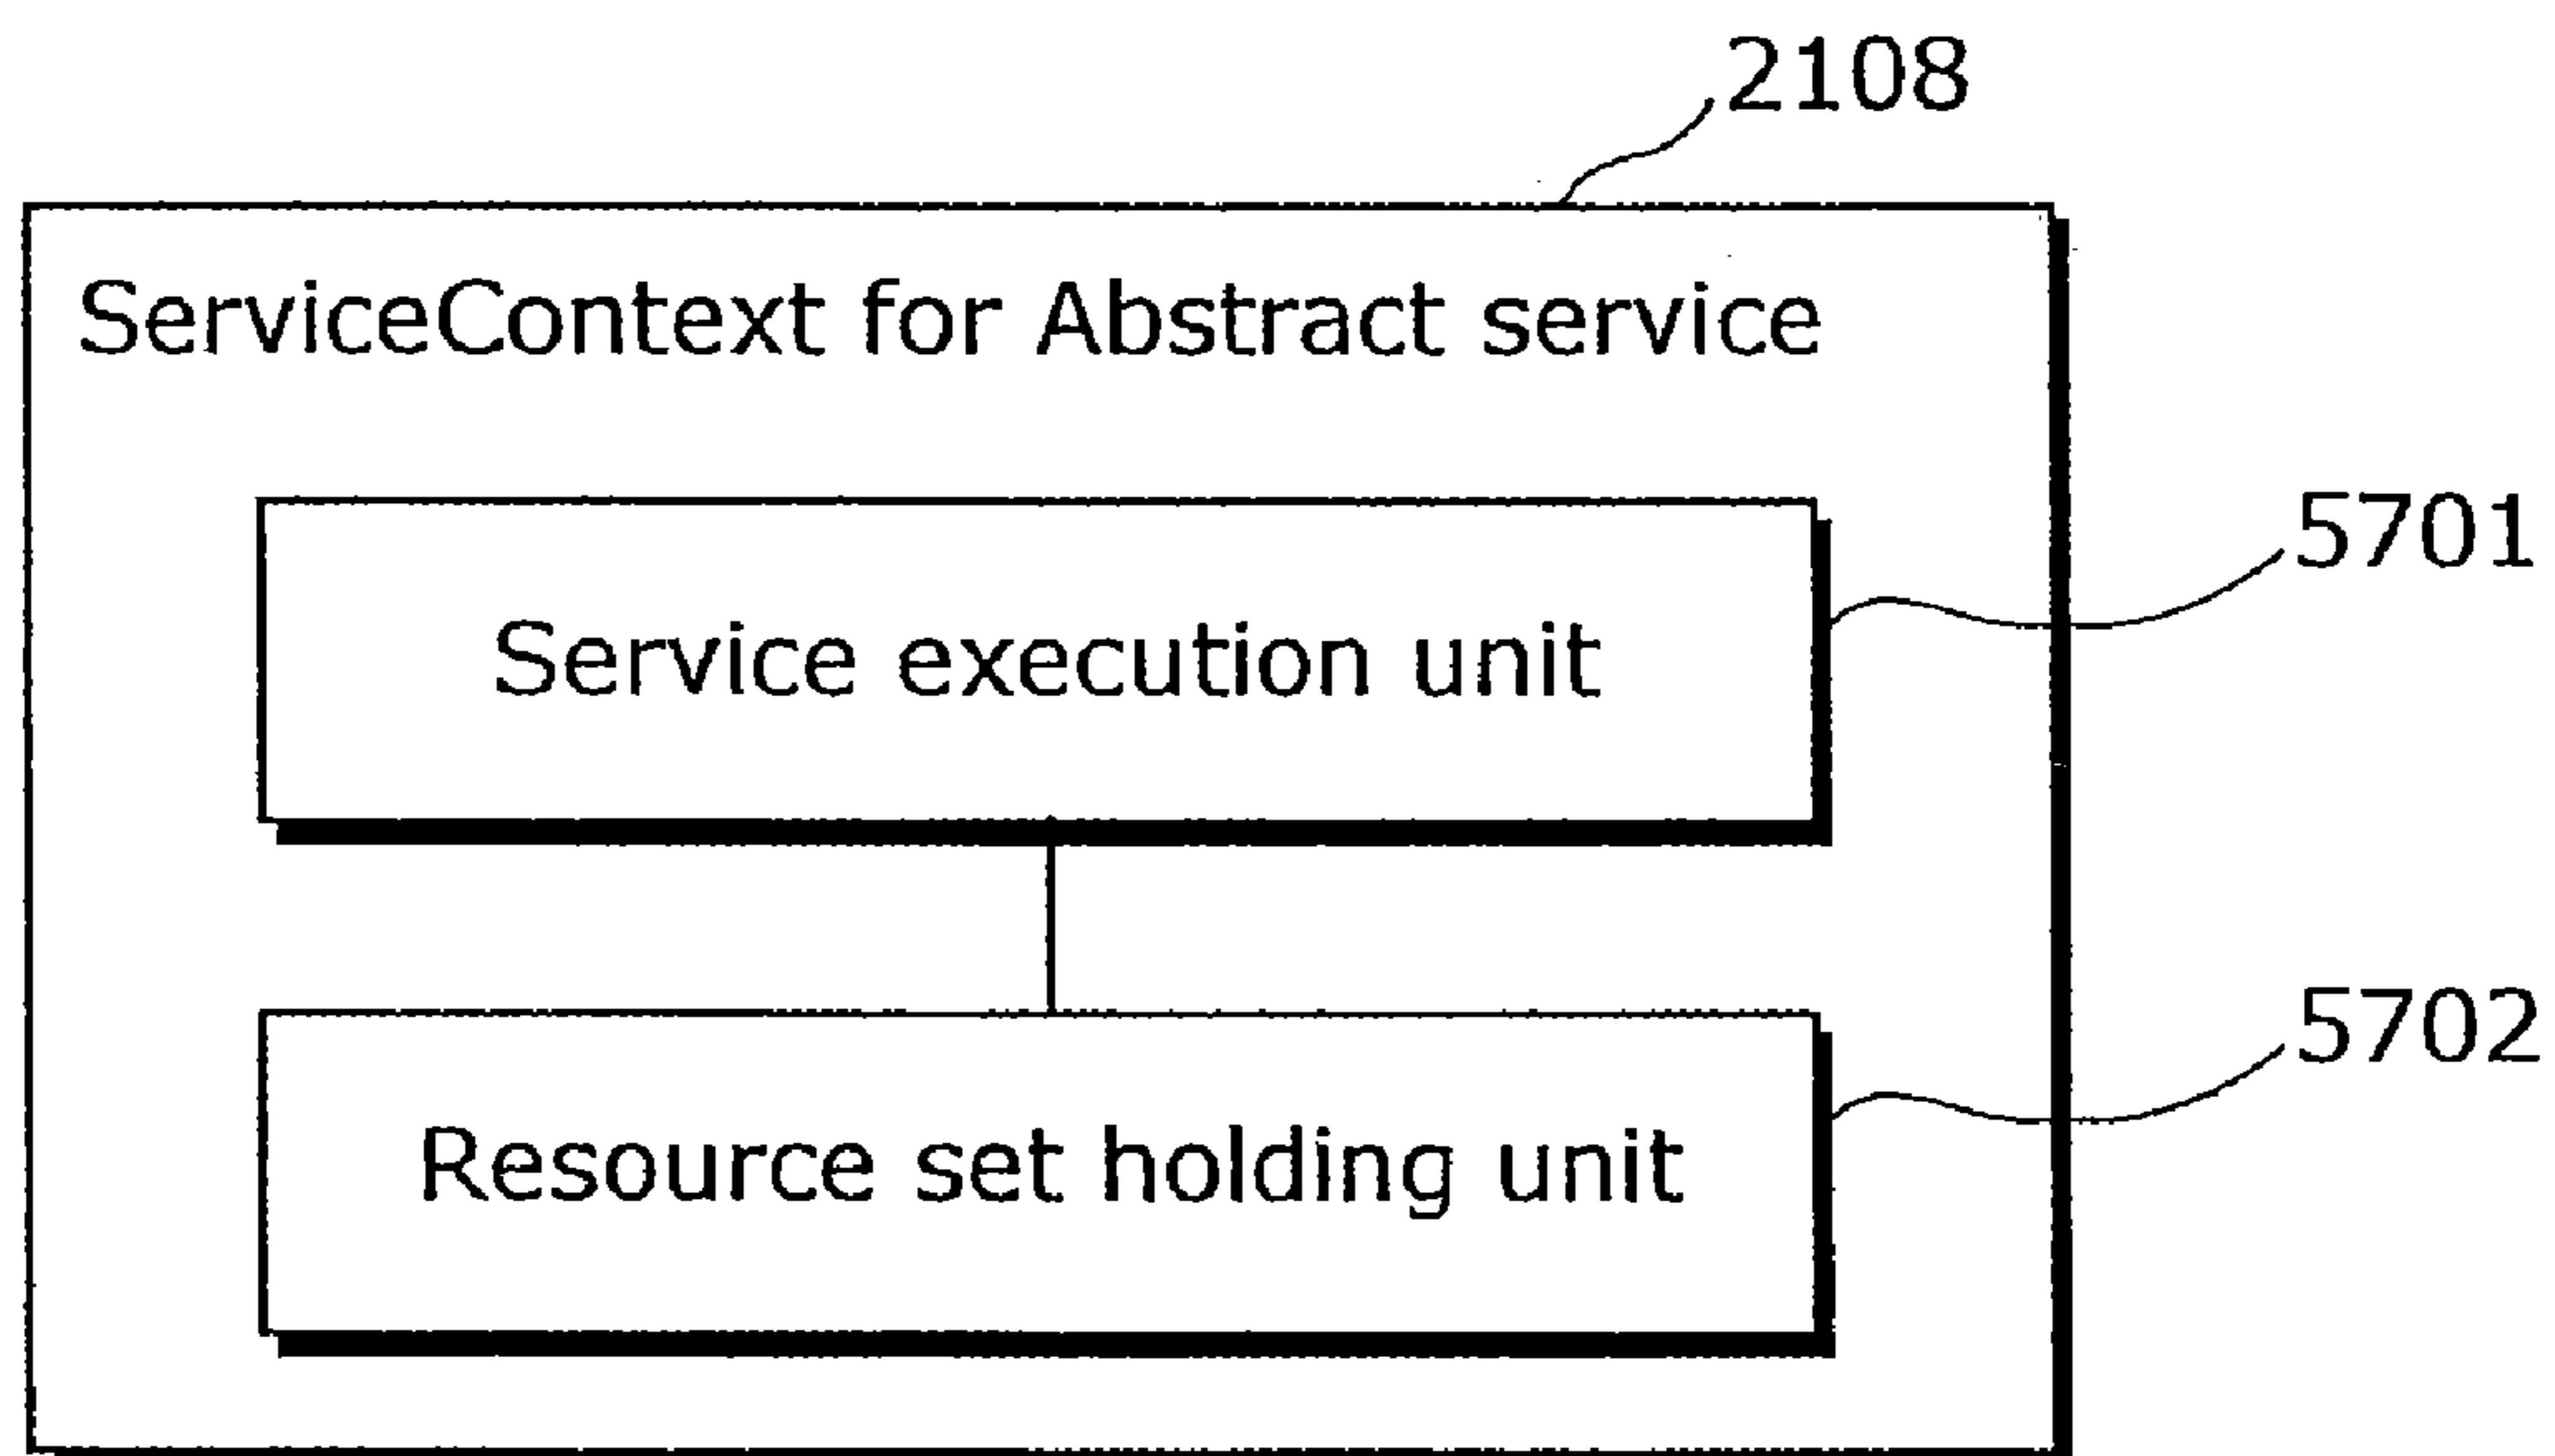 2108
ServiceContext for Abstract service
5701
Service execution unit
5702
Resource set holding unit